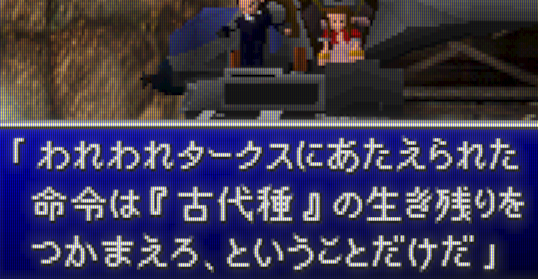 「われわれタークスにあたえられた
命令は『古代種』の生き残りを
つかまえろ、ということだけだ」